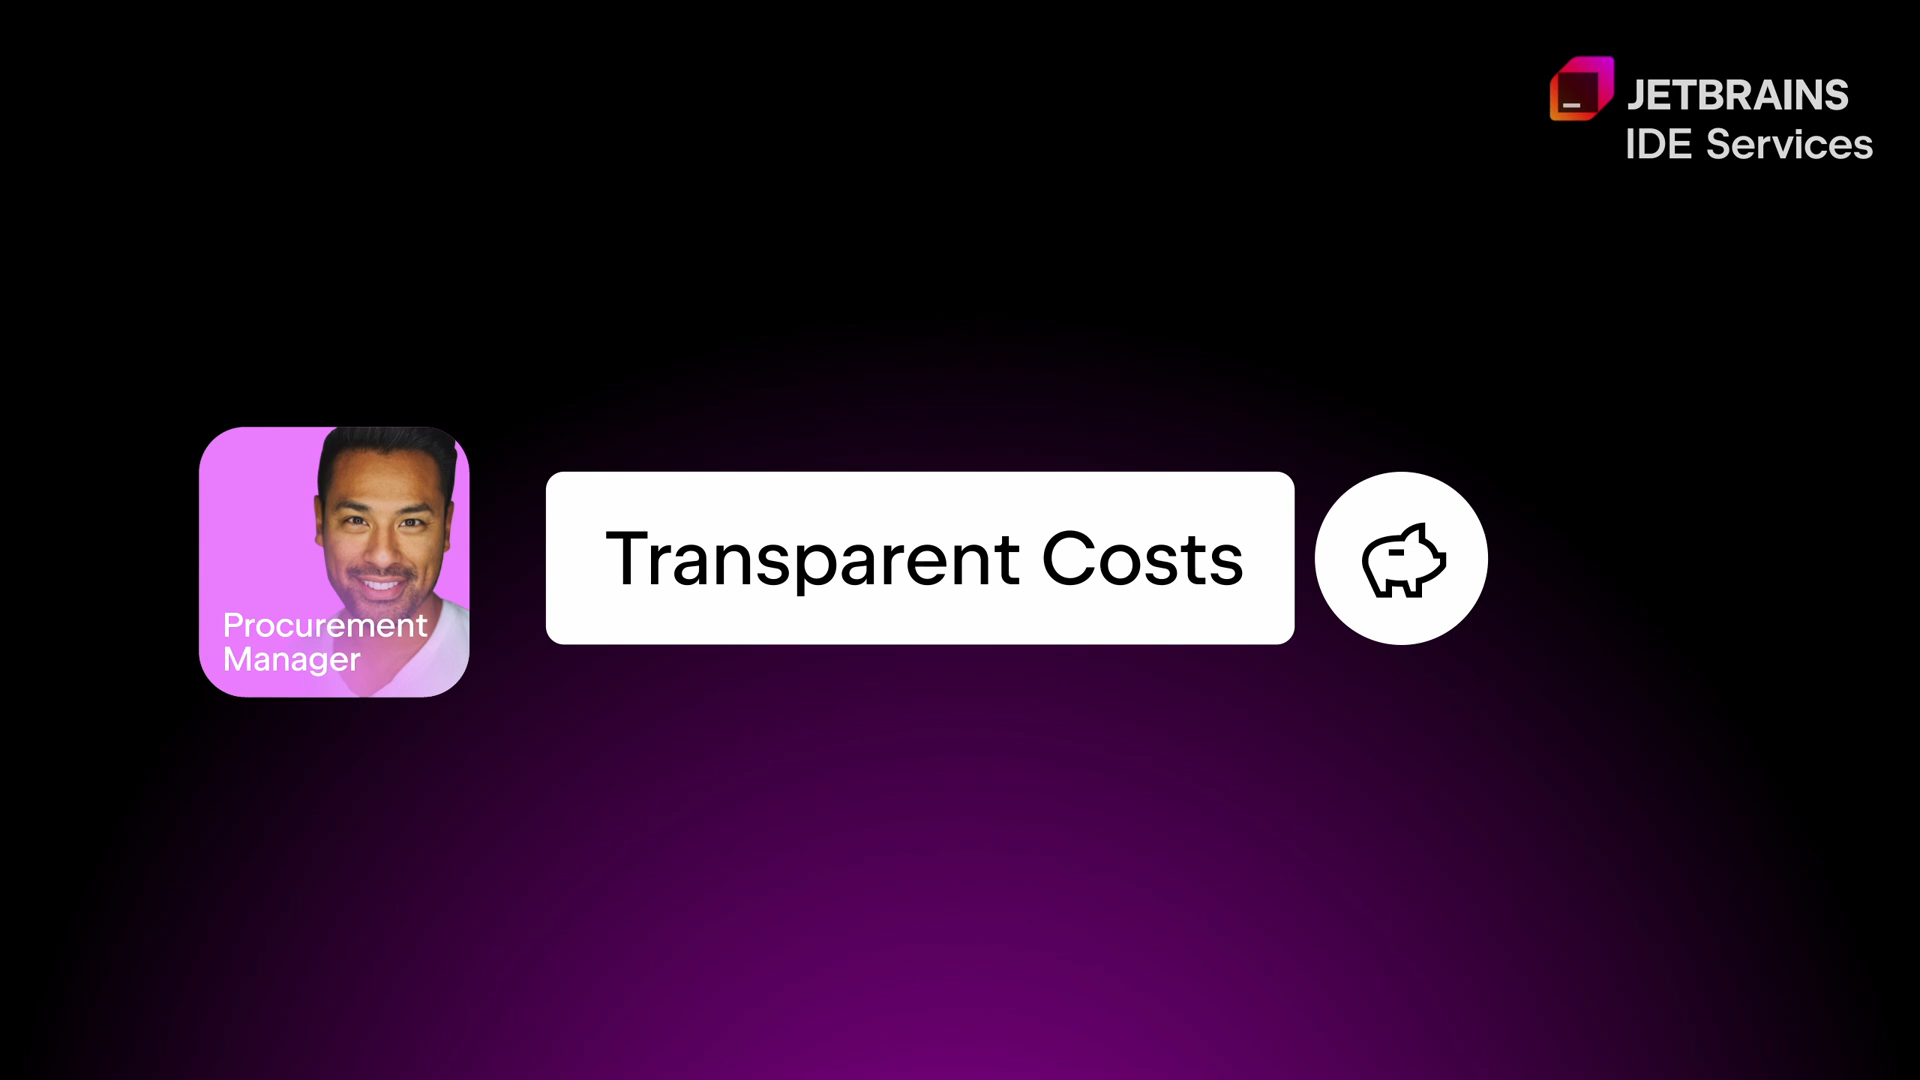 JETBRAINS
IDE Services
Transparent Costs
Procurement
Manager